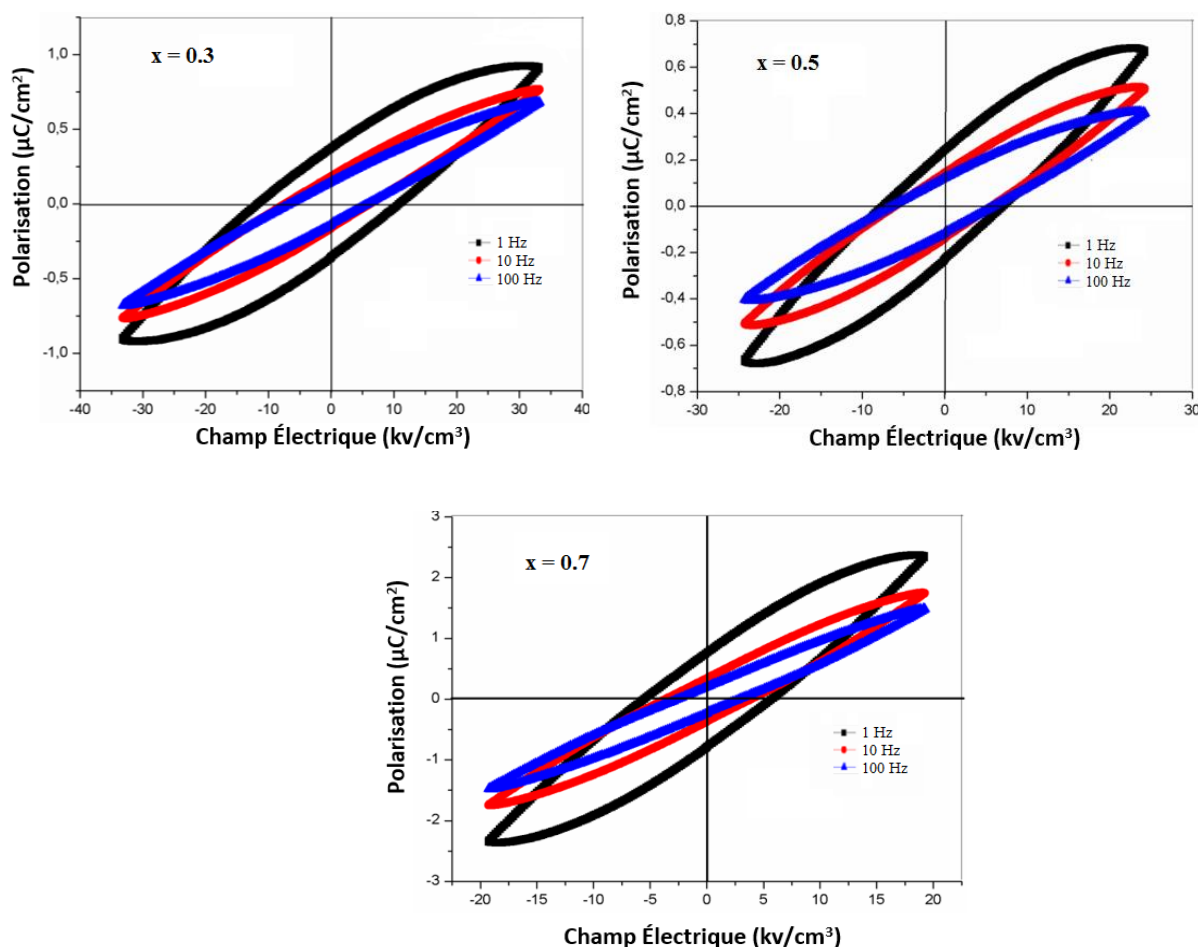 x = 0.3
1,0
0,5
0,0
-0,5
-1,0
Polarisation (µC/cm²)
1 Hz
10 Hz
100 Hz
-40 -30 -20 -10 0 10 20 30 40
Champ Électrique (kv/cm³)
x = 0.5
0,8
0,6
0,4
0,2
0,0
-0,2
-0,4
-0,6
-0,8
Polarisation (µC/cm²)
1 Hz
10 Hz
100 Hz
-30 -20 -10 0 10 20 30
Champ Électrique (kv/cm³)
x = 0.7
3
2
1
0
-1
-2
-3
Polarisation (µC/cm²)
1 Hz
10 Hz
100 Hz
-20 -15 -10 -5 0 5 10 15 20
Champ Électrique (kv/cm³)